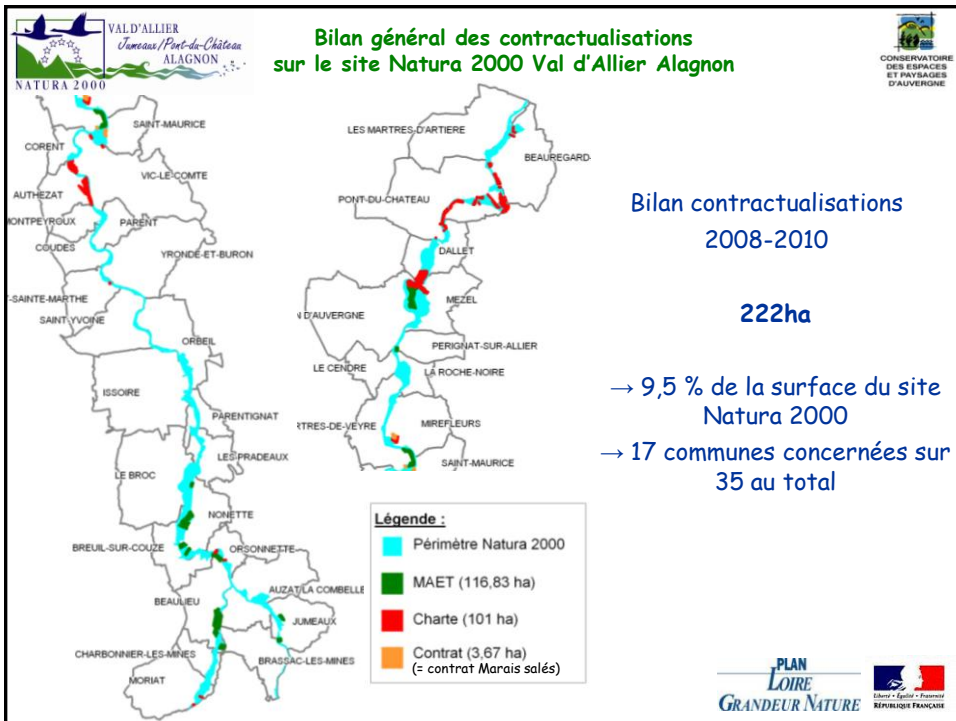 VAL D'ALLIER
Jumeaux/Pont-du-Château
ALAGNON
NATURA 2000
Bilan général des contractualisations
sur le site Natura 2000 Val d'Allier Alagnon
CONSERVATOIRE
DES ESPACES
ET PAYSAGES
D'AUVERGNE
SAINT-MAURICE
CORENT
VIC-LE-COMTE
AUTHEZAT
MONTPEYROUX
PARENT
COUDES
YRONDE-ET-BURON
-SAINTE-MARTHE
SAINT YVOINE
ORBEIL
ISSOIRE
PARENTIGNAT
LES-PRADEAUX
LE BROC
NONETTE
BREUIL-SUR-COUZE
ORSONNETTE
AUZAT/LA COMBELLE
BEAULIEU
JUMEAUX
CHARBONNIER-LES-MINES
BRASSAC-LES-MINES
MORIAT
LES MARTRES-D'ARTIERE
BEAUREGARD-
PONT-DU-CHATEAU
DALLET
MEZEL
N D'AUVERGNE
PERIGNAT-SUR-ALLIER
LE CENDRE
LA ROCHE-NOIRE
RTRES-DE-VEYRE
MIREFLEURS
SAINT-MAURICE
Légende :
Périmètre Natura 2000
MAET (116,83 ha)
Charte (101 ha)
Contrat (3,67 ha)
(= contrat Marais salés)
Bilan contractualisations
2008-2010
222ha
→ 9,5 % de la surface du site
Natura 2000
→ 17 communes concernées sur
35 au total
PLAN
LOIRE
GRANDEUR NATURE
Liberté • Égalité • Fraternité
RÉPUBLIQUE FRANÇAISE